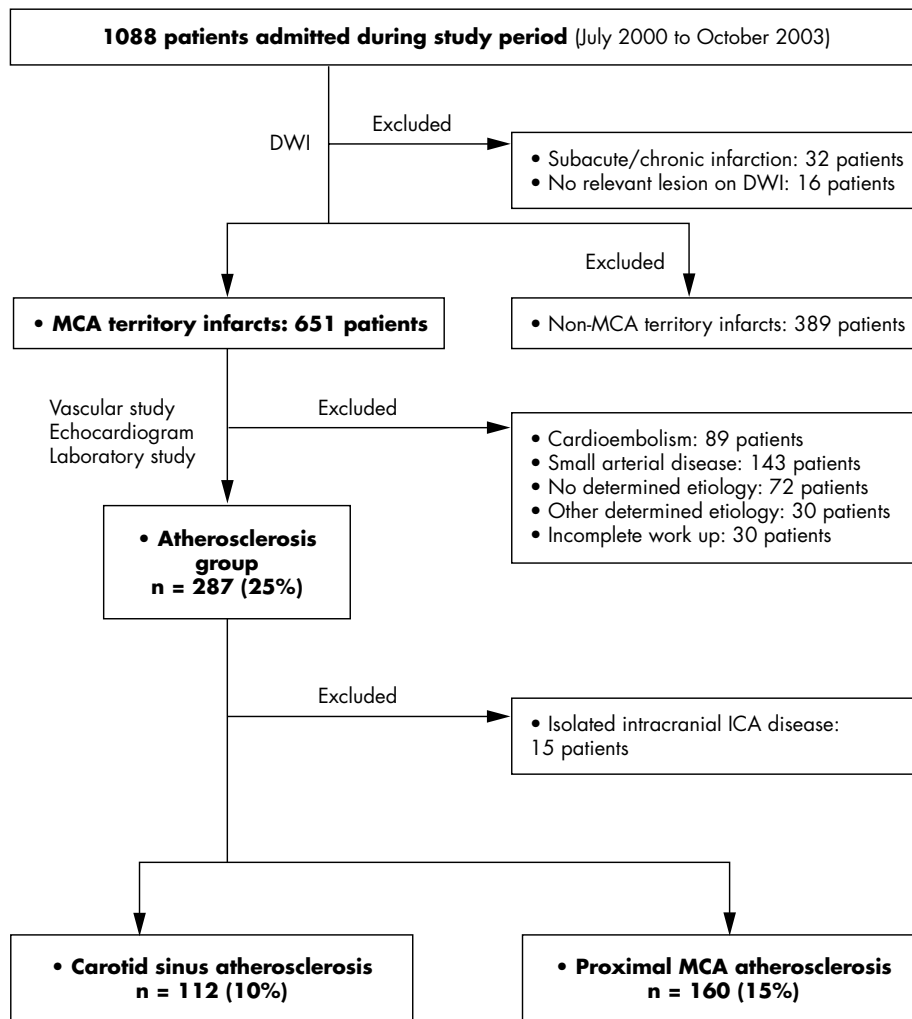 1088 patients admitted during study period (July 2000 to October 2003)
DWI
Excluded
• Subacute/chronic infarction: 32 patients
• No relevant lesion on DWI: 16 patients
Excluded
• MCA territory infarcts: 651 patients
• Non-MCA territory infarcts: 389 patients
Vascular study
Echocardiogram
Laboratory study
Excluded
• Cardioembolism: 89 patients
• Small arterial disease: 143 patients
• No determined etiology: 72 patients
• Other determined etiology: 30 patients
• Incomplete work up: 30 patients
• Atherosclerosis
group
n = 287 (25%)
Excluded
• Isolated intracranial ICA disease:
15 patients
• Carotid sinus atherosclerosis
n = 112 (10%)
• Proximal MCA atherosclerosis
n = 160 (15%)